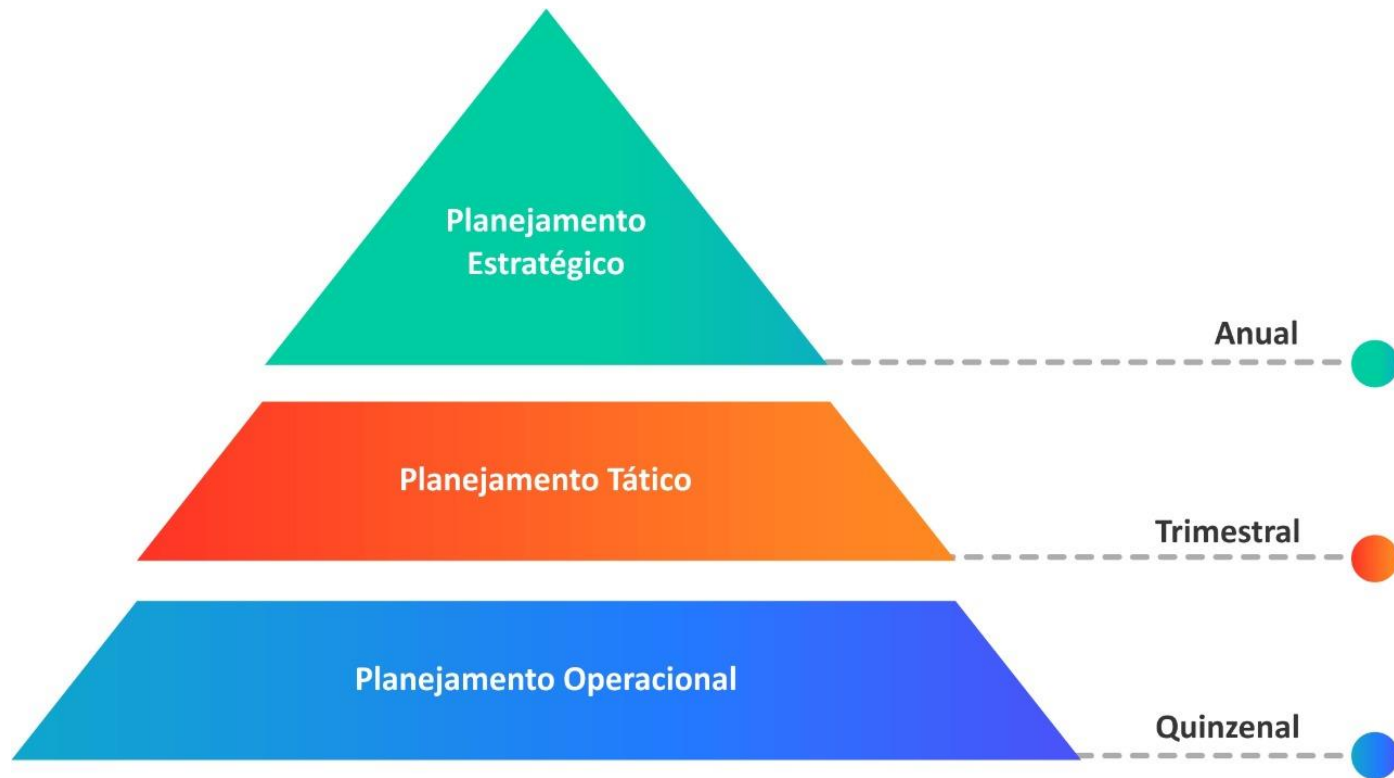 Planejamento
Estratégico
Anual
Planejamento Tático
Trimestral
Planejamento Operacional
Quinzenal